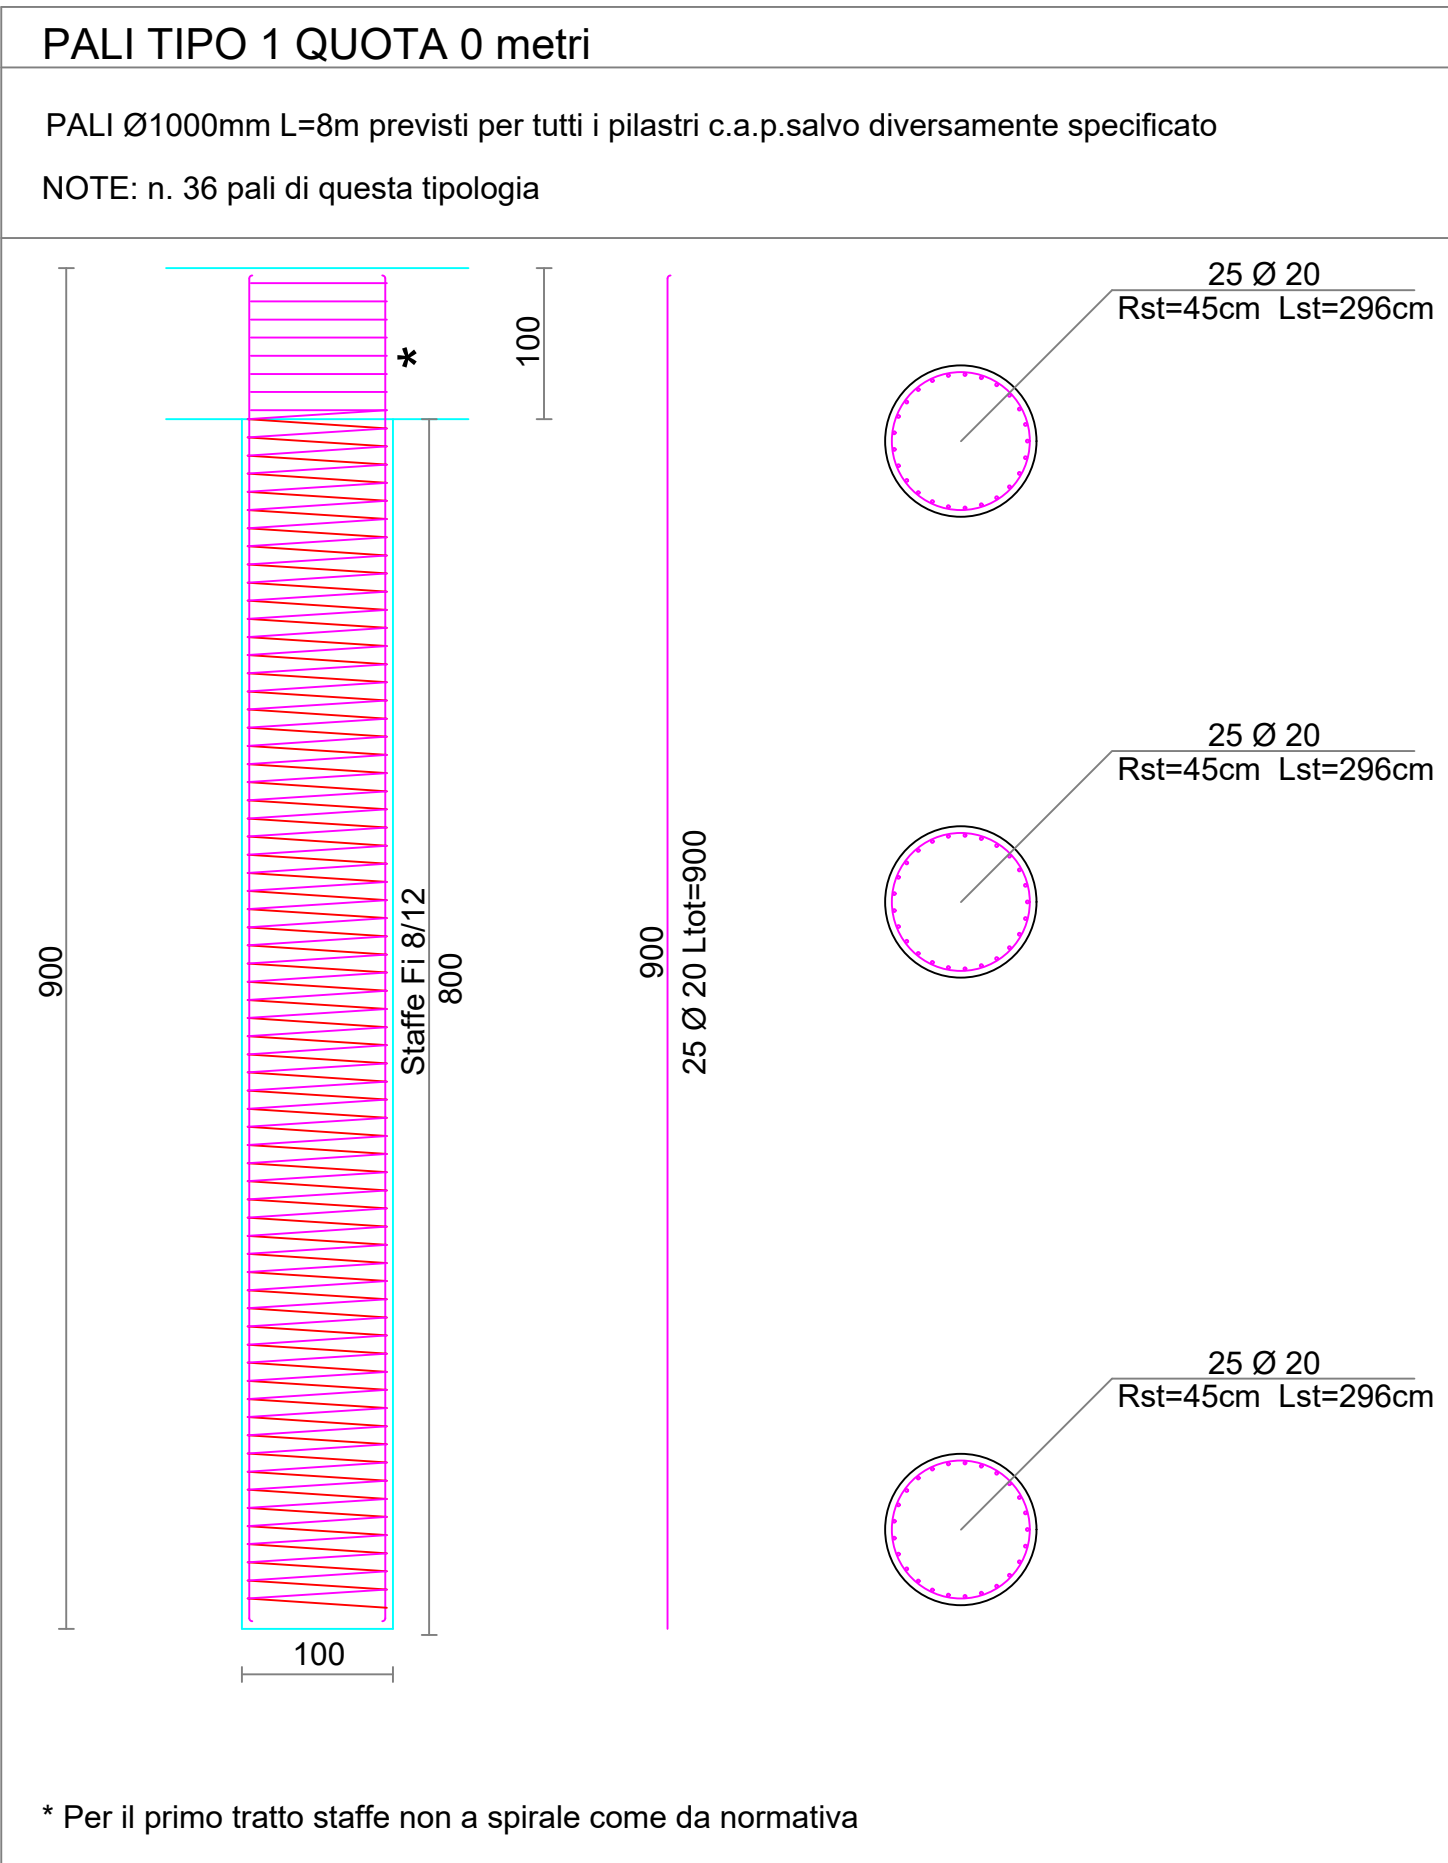 PALI TIPO 1 QUOTA 0 metri
PALI Ø1000mm L=8m previsti per tutti i pilastri c.a.p.salvo diversamente specificato
NOTE: n. 36 pali di questa tipologia
900
*
100
Staffe Fi 8/12
800
100
900
25 Ø 20 Ltot=900
25 Ø 20
Rst=45cm Lst=296cm
25 Ø 20
Rst=45cm Lst=296cm
25 Ø 20
Rst=45cm Lst=296cm
* Per il primo tratto staffe non a spirale come da normativa